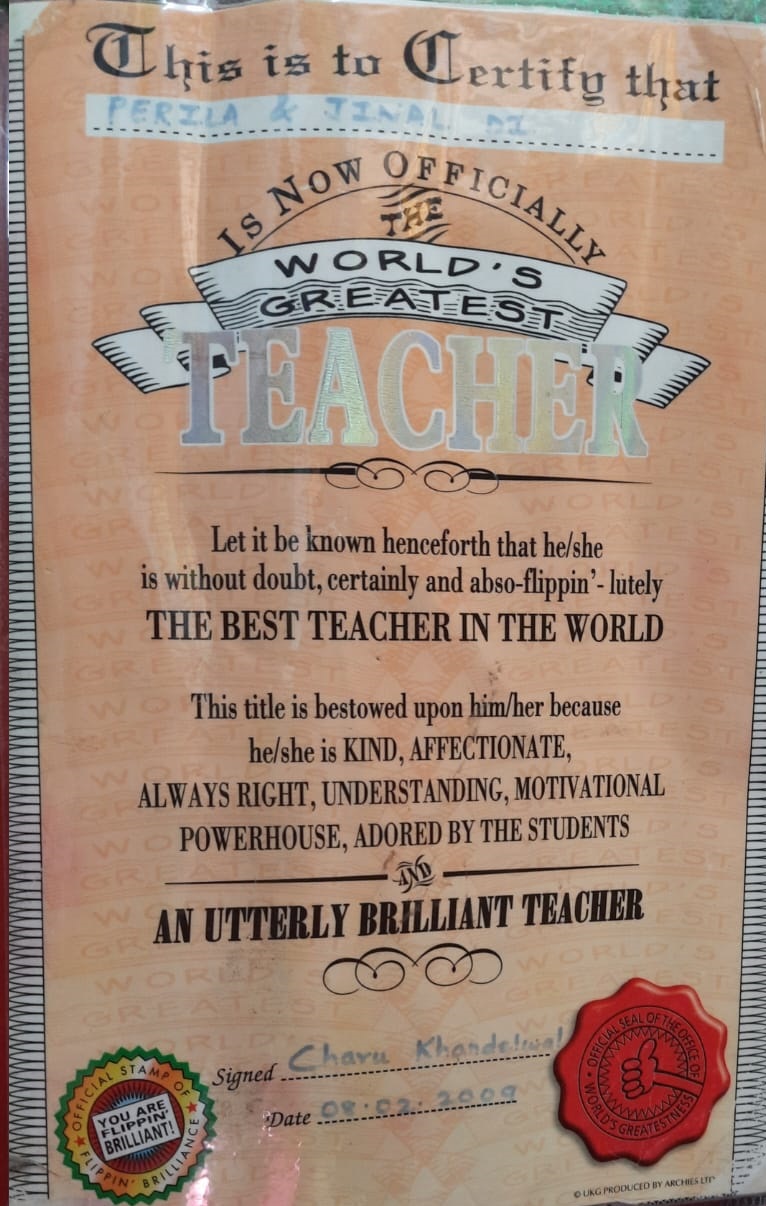 This is to Certify that
PERILA & JINAL DI
IS NOW OFFICIALLY
THE
WORLD'S
GREATEST
TEACHER
Let it be known henceforth that he/she
is without doubt, certainly and abso-flippin'- lutely
THE BEST TEACHER IN THE WORLD
This title is bestowed upon him/her because
he/she is KIND, AFFECTIONATE,
ALWAYS RIGHT, UNDERSTANDING, MOTIVATIONAL
POWERHOUSE, ADORED BY THE STUDENTS
AND
AN UTTERLY BRILLIANT TEACHER
Signed Charu Khandelwal
Date 08.02.2009
OFFICIAL STAMP OF
YOU ARE
FLIPPIN'
BRILLIANT!
FLIPPIN' BRILLIANCE
OFFICIAL SEAL OF THE OFFICE OF
WORLD'S GREATESTNESS
© UKG PRODUCED BY ARCHIES LTD